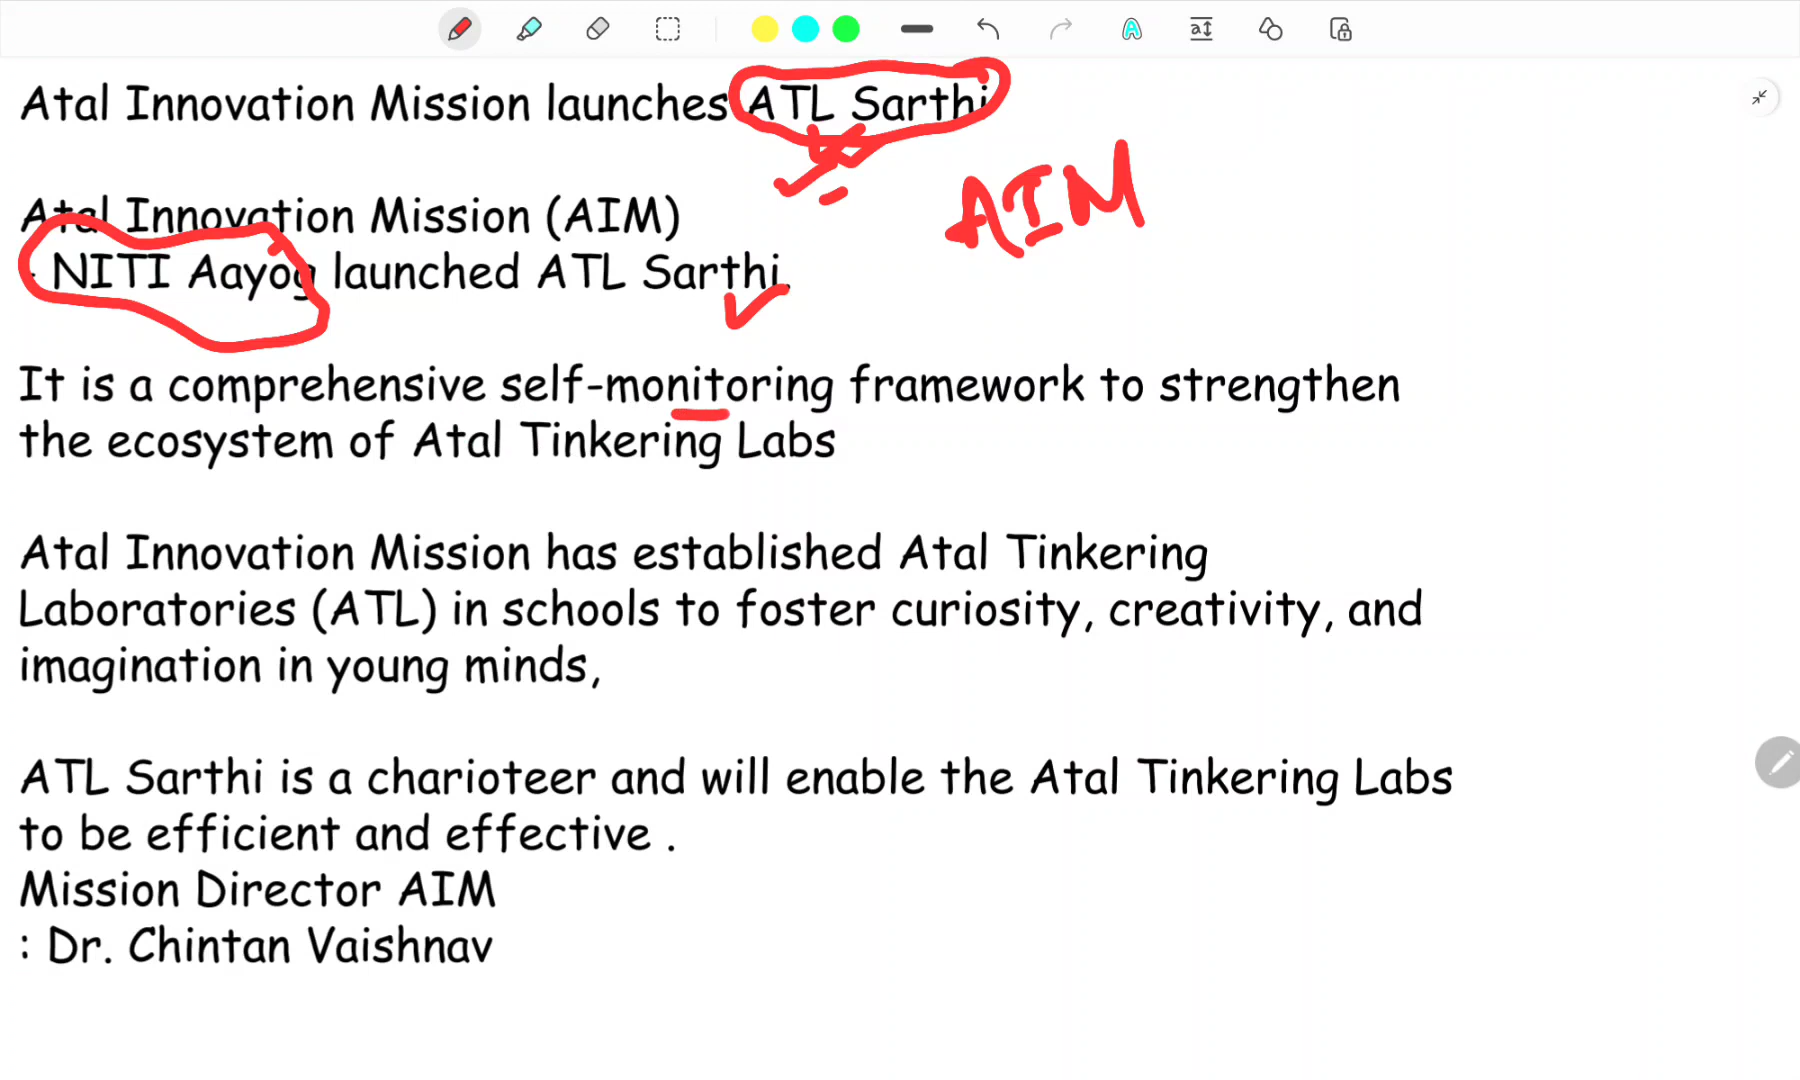 Atal Innovation Mission launches ATL Sarthi
AIM
Atal Innovation Mission (AIM)
- NITI Aayog launched ATL Sarthi.
It is a comprehensive self-monitoring framework to strengthen
the ecosystem of Atal Tinkering Labs
Atal Innovation Mission has established Atal Tinkering
Laboratories (ATL) in schools to foster curiosity, creativity, and
imagination in young minds,
ATL Sarthi is a charioteer and will enable the Atal Tinkering Labs
to be efficient and effective .
Mission Director AIM
: Dr. Chintan Vaishnav